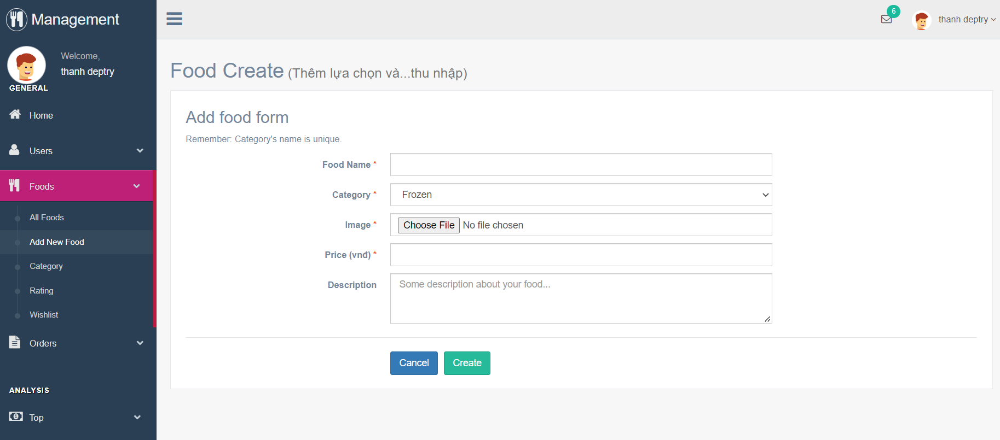 Management
Welcome,
thanh deptry
GENERAL
Home
Users
Foods
All Foods
Add New Food
Category
Rating
Wishlist
Orders
ANALYSIS
Top
6
thanh deptry
Food Create (Thêm lựa chọn và...thu nhập)
Add food form
Remember: Category's name is unique.
Food Name *
Category * Frozen
Image * Choose File No file chosen
Price (vnđ) *
Description Some description about your food...
Cancel Create